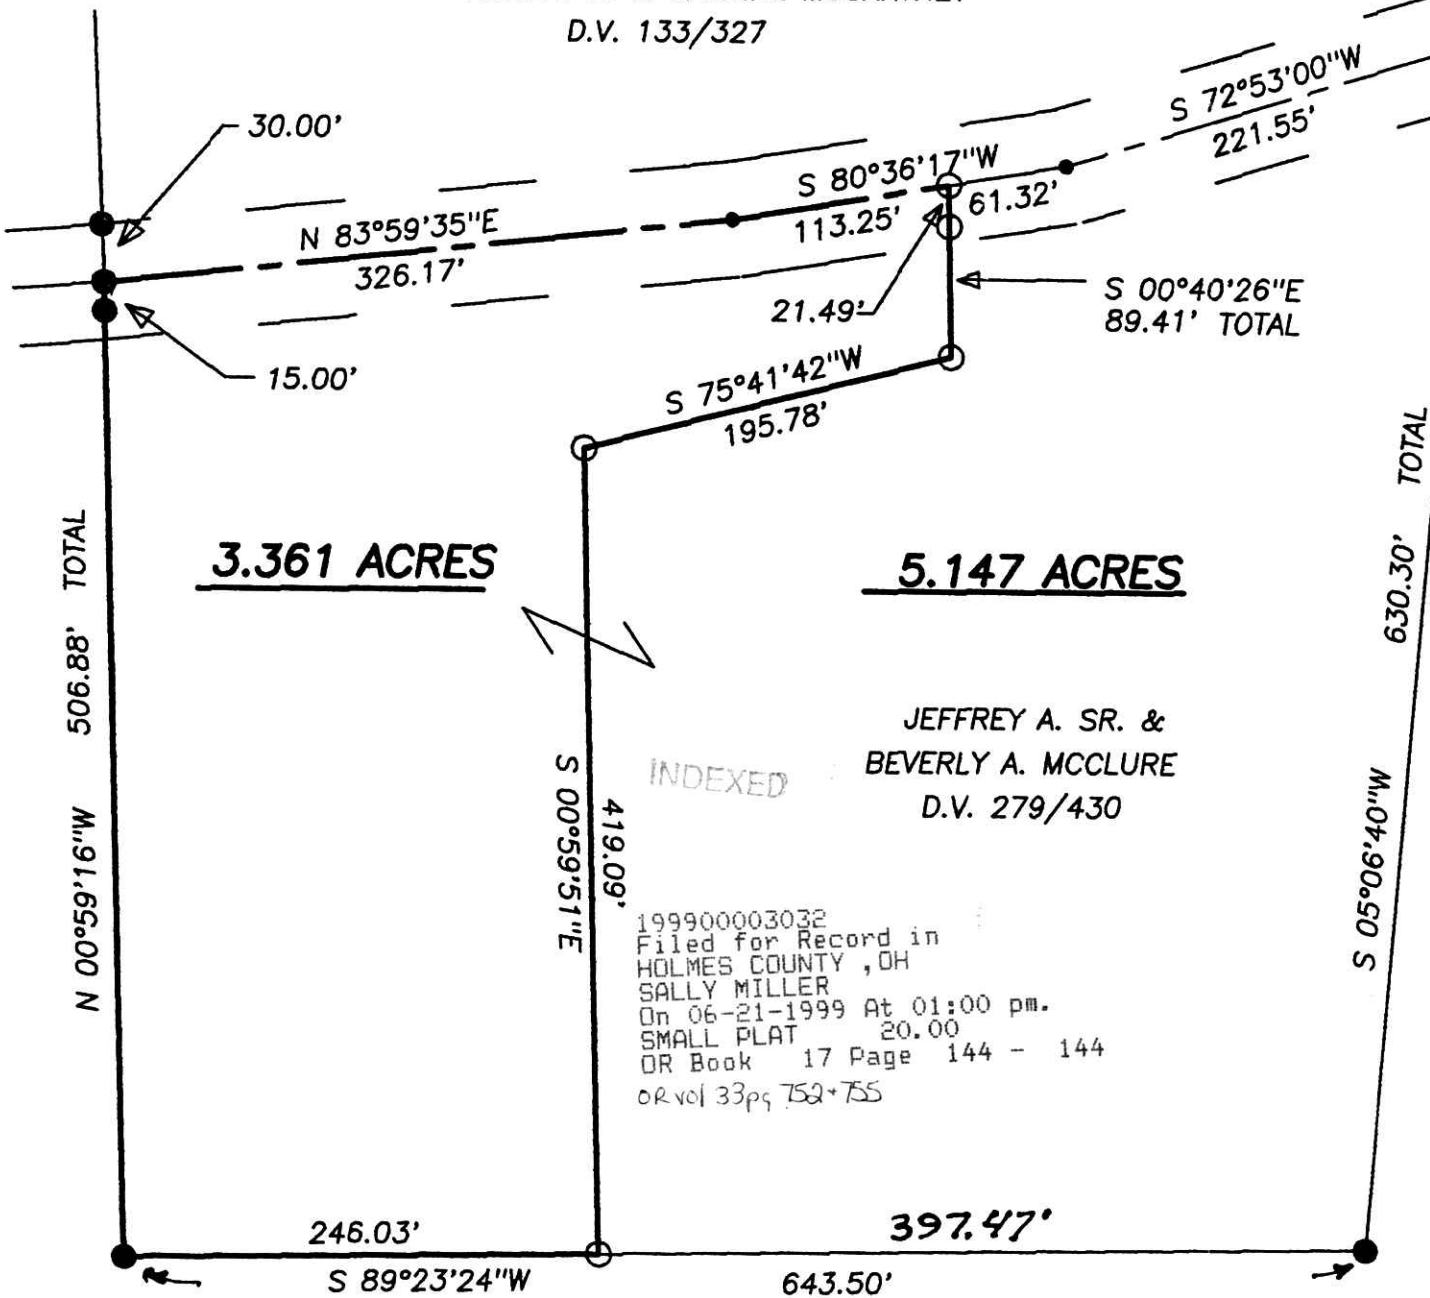 D.V. 133/327
30.00'
S 72°53'00"W
221.55'
S 80°36'17"W
113.25'
61.32'
N 83°59'35"E
326.17'
21.49'
S 00°40'26"E
89.41' TOTAL
15.00'
S 75°41'42"W
195.78'
N 00°59'16"W 506.88' TOTAL
3.361 ACRES
5.147 ACRES
S 05°06'40"W 630.30' TOTAL
JEFFREY A. SR. &
BEVERLY A. MCCLURE
D.V. 279/430
INDEXED
S 00°59'51"E
419.09'
199900003032
Filed for Record in
HOLMES COUNTY ,OH
SALLY MILLER
On 06-21-1999 At 01:00 pm.
SMALL PLAT 20.00
OR Book 17 Page 144 - 144
OR vol 33 pg 752+755
246.03'
397.47'
S 89°23'24"W
643.50'